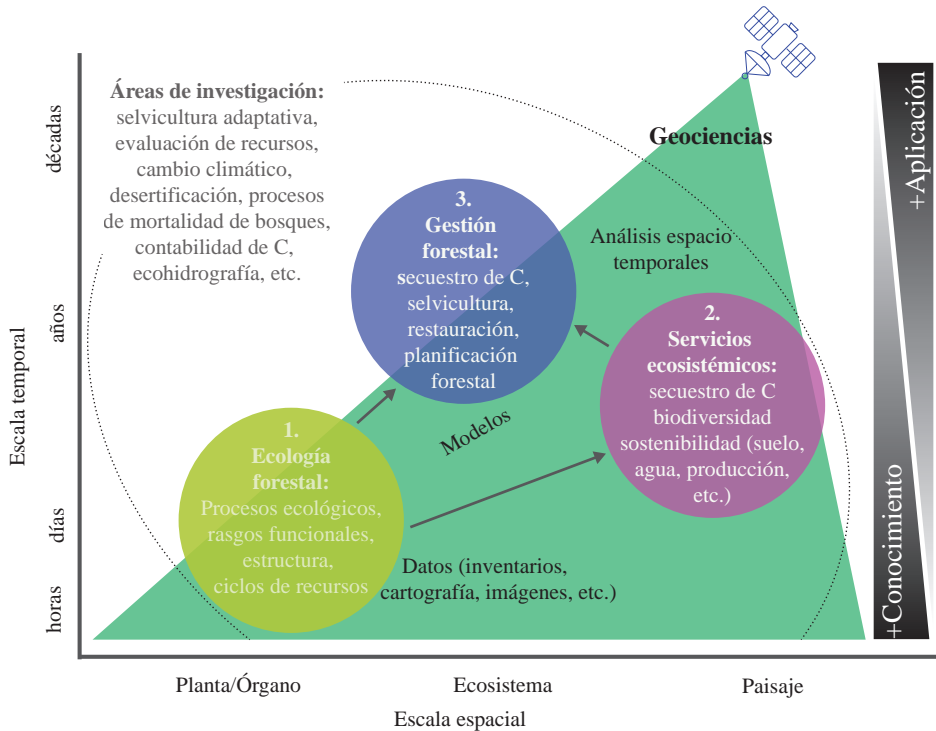 Áreas de investigación:
selvicultura adaptativa,
evaluación de recursos,
cambio climático,
desertificación, procesos
de mortalidad de bosques,
contabilidad de C,
ecohidrografía, etc.
Geociencias
3.
Gestión
forestal:
secuestro de C,
selvicultura,
restauración,
planificación
forestal
Análisis espacio
temporales
2.
Servicios
ecosistémicos:
secuestro de C
biodiversidad
sostenibilidad (suelo,
agua, producción,
etc.)
Modelos
1.
Ecología
forestal:
Procesos ecológicos,
rasgos funcionales,
estructura,
ciclos de recursos
Datos (inventarios,
cartografía, imágenes, etc.)
+Aplicación
+Conocimiento
Escala temporal
décadas
años
días
horas
Planta/Órgano
Ecosistema
Paisaje
Escala espacial